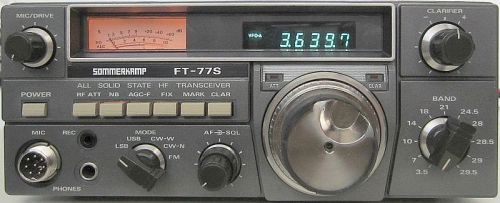 MIC/DRIVE
VFO-A 3.639.7
CLARIFIER
SOMMERKAMP FT-77S
ALL SOLID STATE HF TRANSCEIVER
POWER RF ATT NB AGC-F FIX MARK CLAR
ATT CLAR
BAND
3.5 7 10 14 18 21 24.5 28 28.5 29 29.5
MIC REC PHONES
MODE
LSB USB CW-W CW-N FM
AF SQL